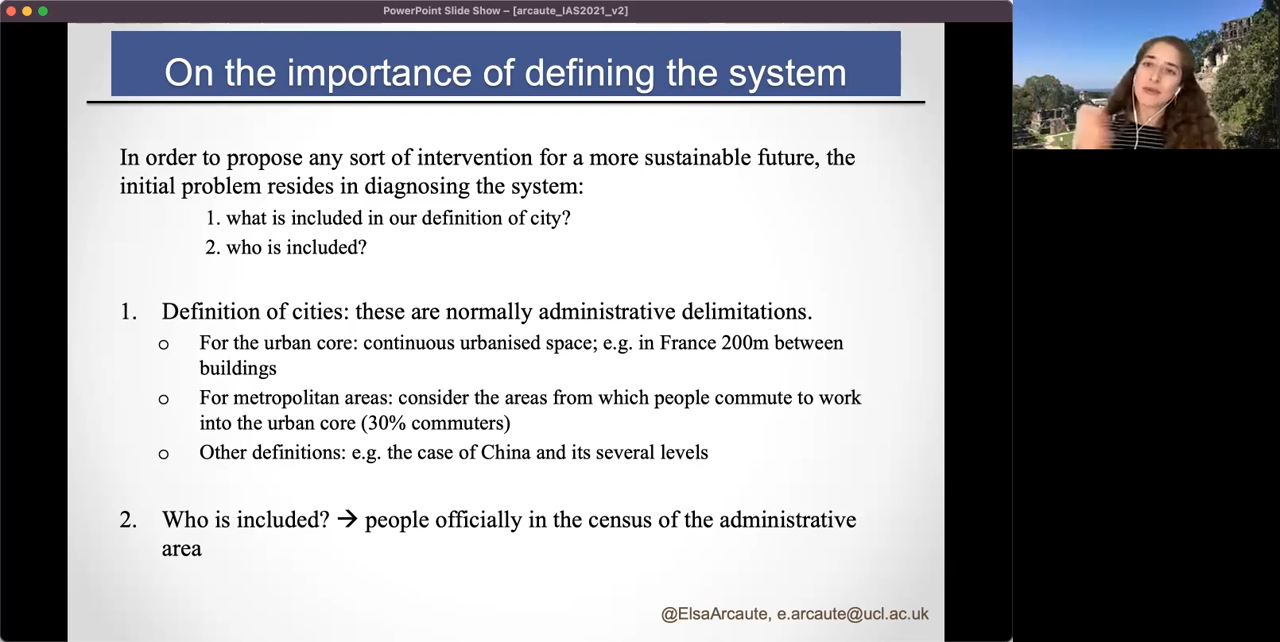 PowerPoint Slide Show – [arcaute_IAS2021_v2]
On the importance of defining the system
In order to propose any sort of intervention for a more sustainable future, the
initial problem resides in diagnosing the system:
1. what is included in our definition of city?
2. who is included?
1. Definition of cities: these are normally administrative delimitations.
o For the urban core: continuous urbanised space; e.g. in France 200m between
buildings
o For metropolitan areas: consider the areas from which people commute to work
into the urban core (30% commuters)
o Other definitions: e.g. the case of China and its several levels
2. Who is included? → people officially in the census of the administrative
area
@ElsaArcaute, e.arcaute@ucl.ac.uk